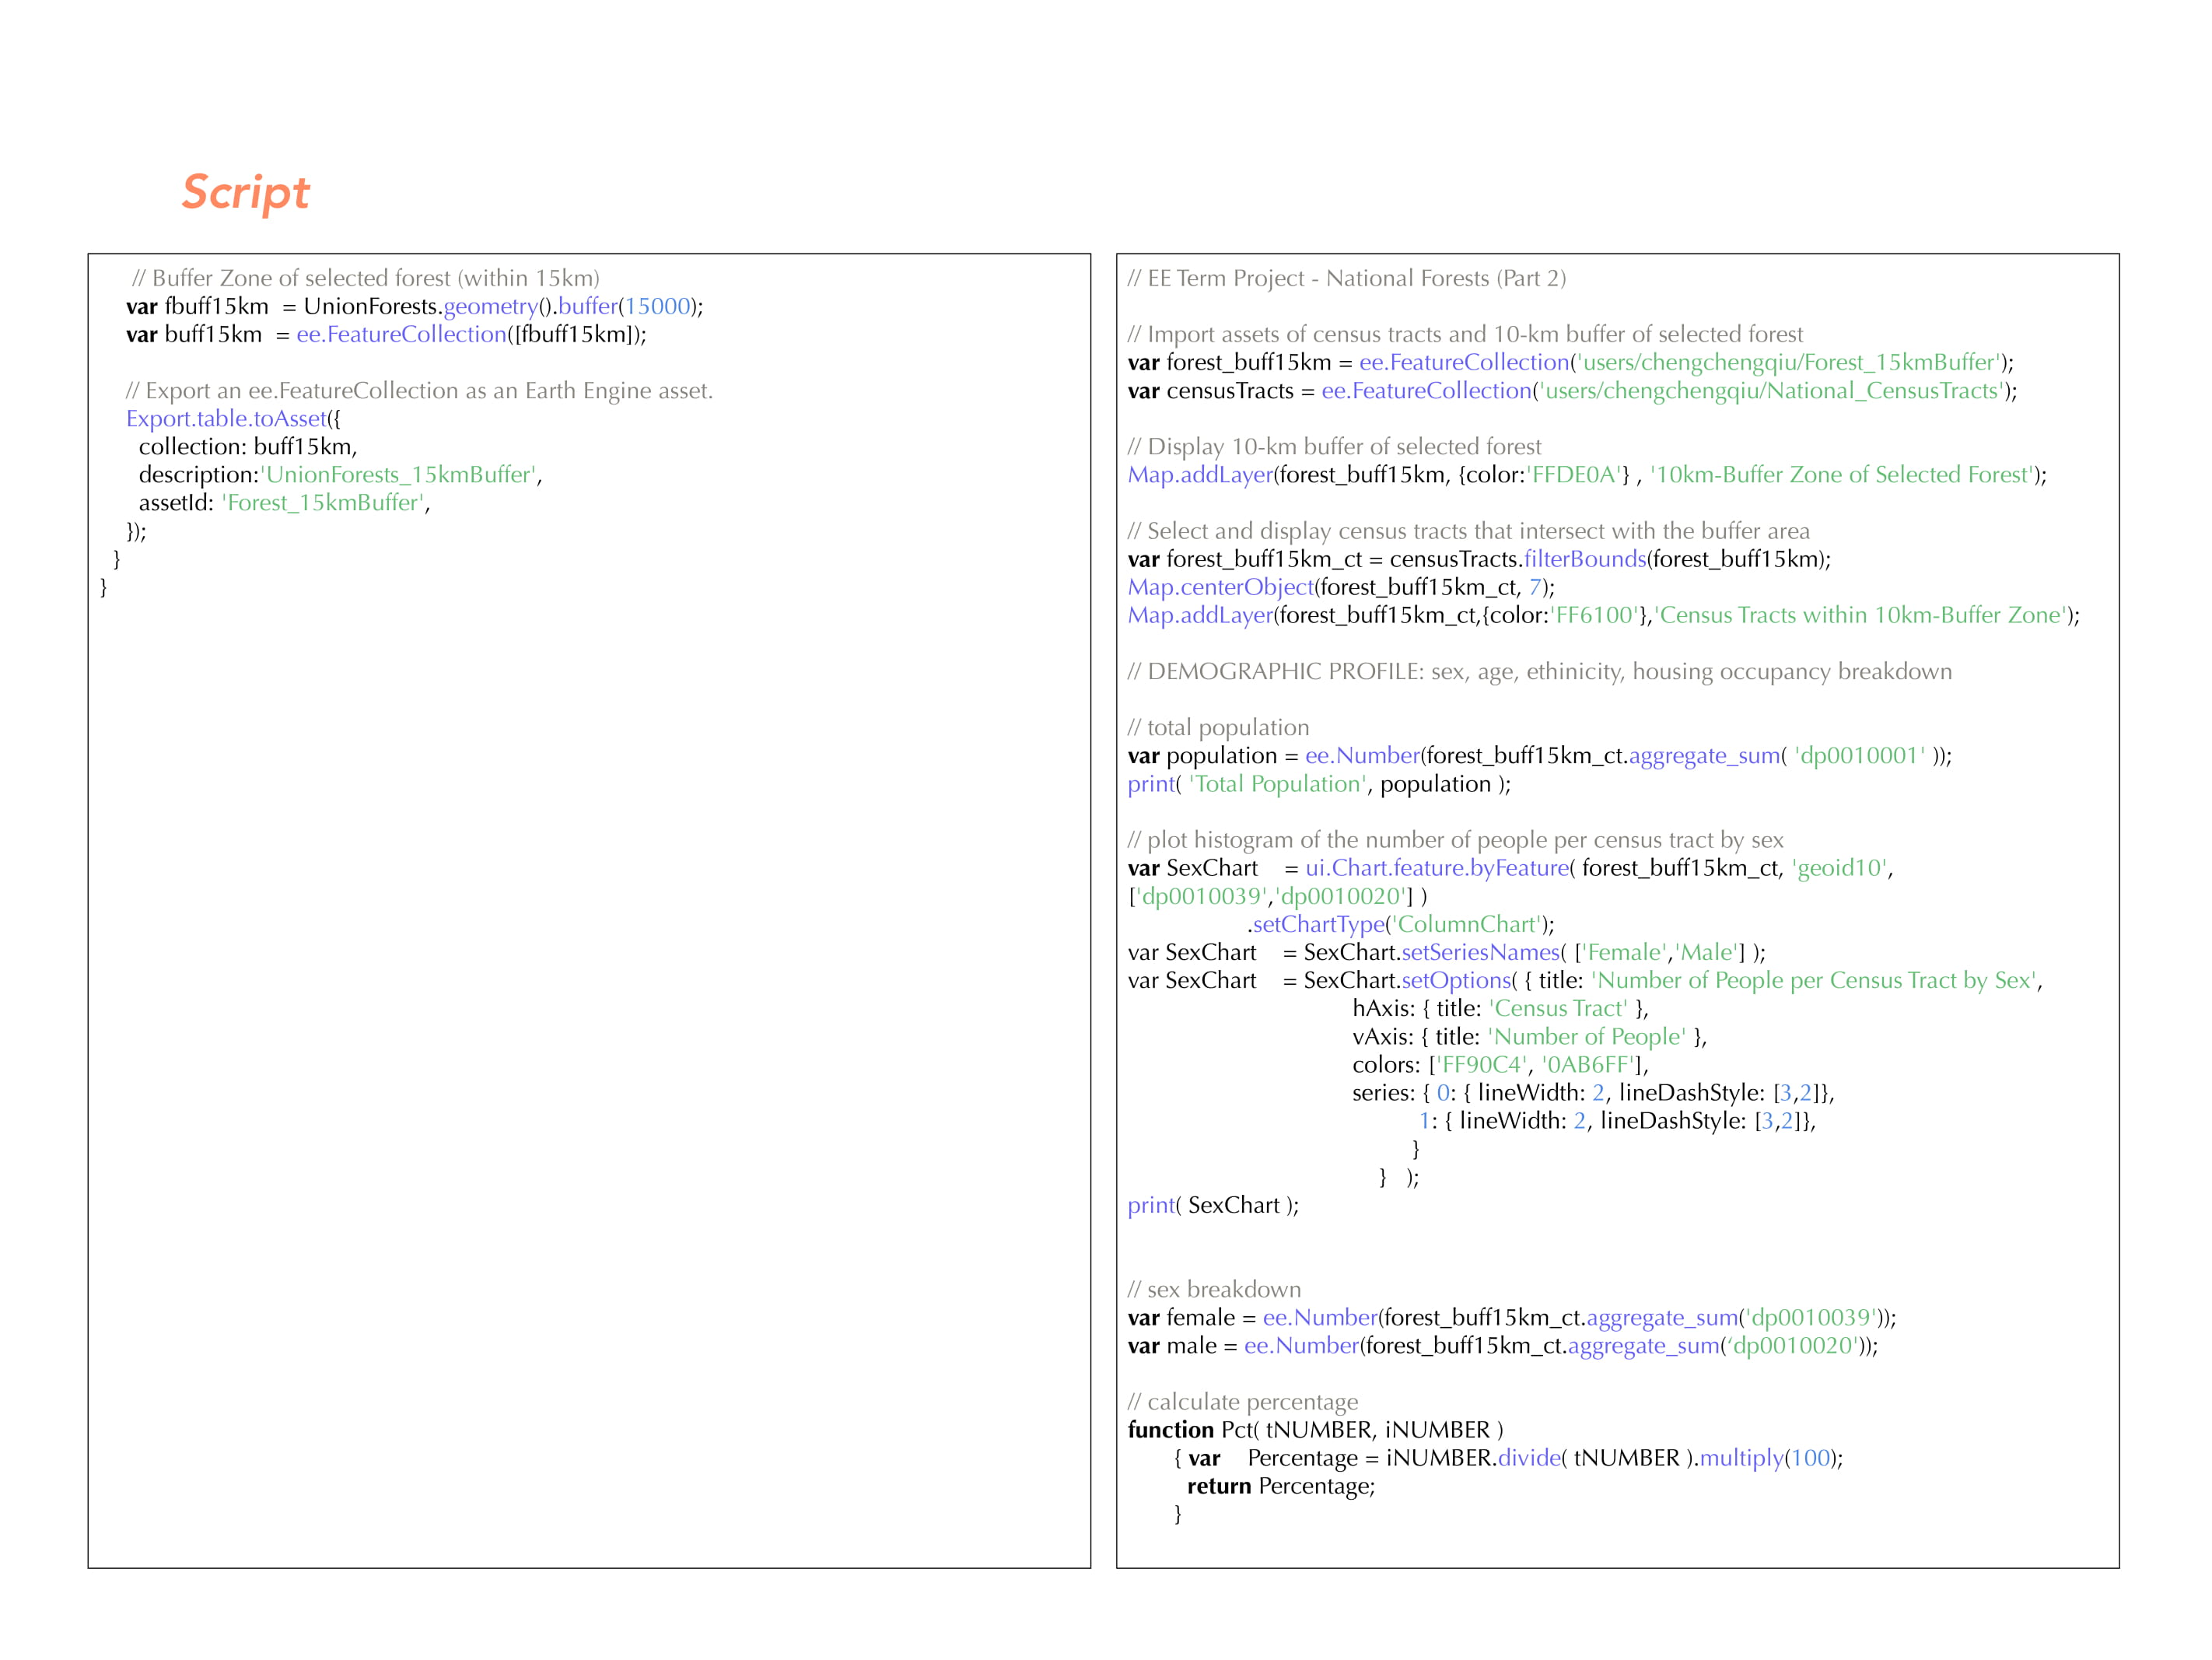 Script
// Buffer Zone of selected forest (within 15km)
var fbuff15km  = UnionForests.geometry().buffer(15000);
var buff15km  = ee.FeatureCollection([fbuff15km]);
// Export an ee.FeatureCollection as an Earth Engine asset.
Export.table.toAsset({
collection: buff15km,
description:'UnionForests_15kmBuffer',
assetId: 'Forest_15kmBuffer',
});
}
}
// EE Term Project - National Forests (Part 2)
// Import assets of census tracts and 10-km buffer of selected forest
var forest_buff15km = ee.FeatureCollection('users/chengchengqiu/Forest_15kmBuffer');
var censusTracts = ee.FeatureCollection('users/chengchengqiu/National_CensusTracts');
// Display 10-km buffer of selected forest
Map.addLayer(forest_buff15km, {color:'FFDE0A'} , '10km-Buffer Zone of Selected Forest');
// Select and display census tracts that intersect with the buffer area
var forest_buff15km_ct = censusTracts.filterBounds(forest_buff15km);
Map.centerObject(forest_buff15km_ct, 7);
Map.addLayer(forest_buff15km_ct,{color:'FF6100'},'Census Tracts within 10km-Buffer Zone');
// DEMOGRAPHIC PROFILE: sex, age, ethinicity, housing occupancy breakdown
// total population
var population = ee.Number(forest_buff15km_ct.aggregate_sum( 'dp0010001' ));
print( 'Total Population', population );
// plot histogram of the number of people per census tract by sex
var SexChart    = ui.Chart.feature.byFeature( forest_buff15km_ct, 'geoid10',
['dp0010039','dp0010020'] )
.setChartType('ColumnChart');
var SexChart    = SexChart.setSeriesNames( ['Female','Male'] );
var SexChart    = SexChart.setOptions( { title: 'Number of People per Census Tract by Sex',
hAxis: { title: 'Census Tract' },
vAxis: { title: 'Number of People' },
colors: ['FF90C4', '0AB6FF'],
series: { 0: { lineWidth: 2, lineDashStyle: [3,2]},
1: { lineWidth: 2, lineDashStyle: [3,2]},
}
}   );
print( SexChart );
// sex breakdown
var female = ee.Number(forest_buff15km_ct.aggregate_sum('dp0010039'));
var male = ee.Number(forest_buff15km_ct.aggregate_sum(‘dp0010020'));
// calculate percentage
function Pct( tNUMBER, iNUMBER )
{ var    Percentage = iNUMBER.divide( tNUMBER ).multiply(100);
return Percentage;
}